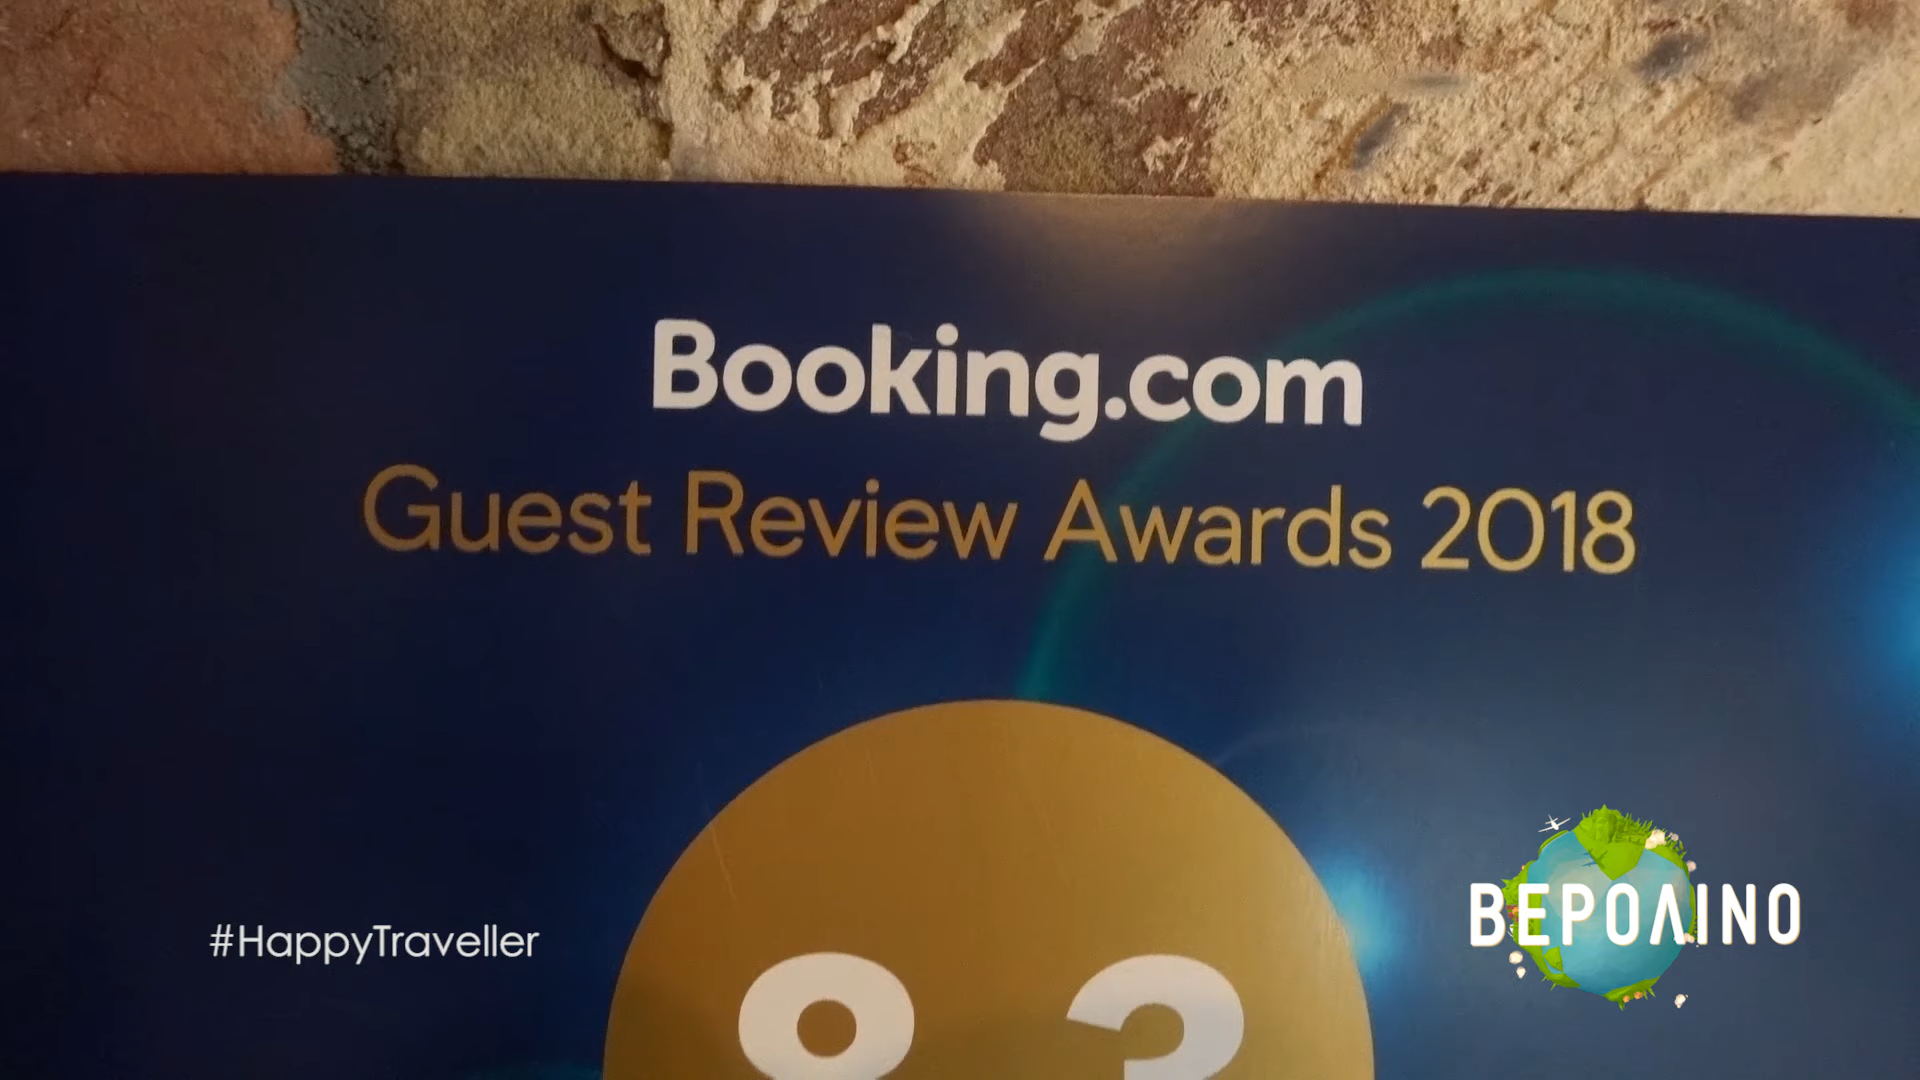 Booking.com
Guest Review Awards 2018
#HappyTraveller
ΒΕΡΟΛΙΝΟ